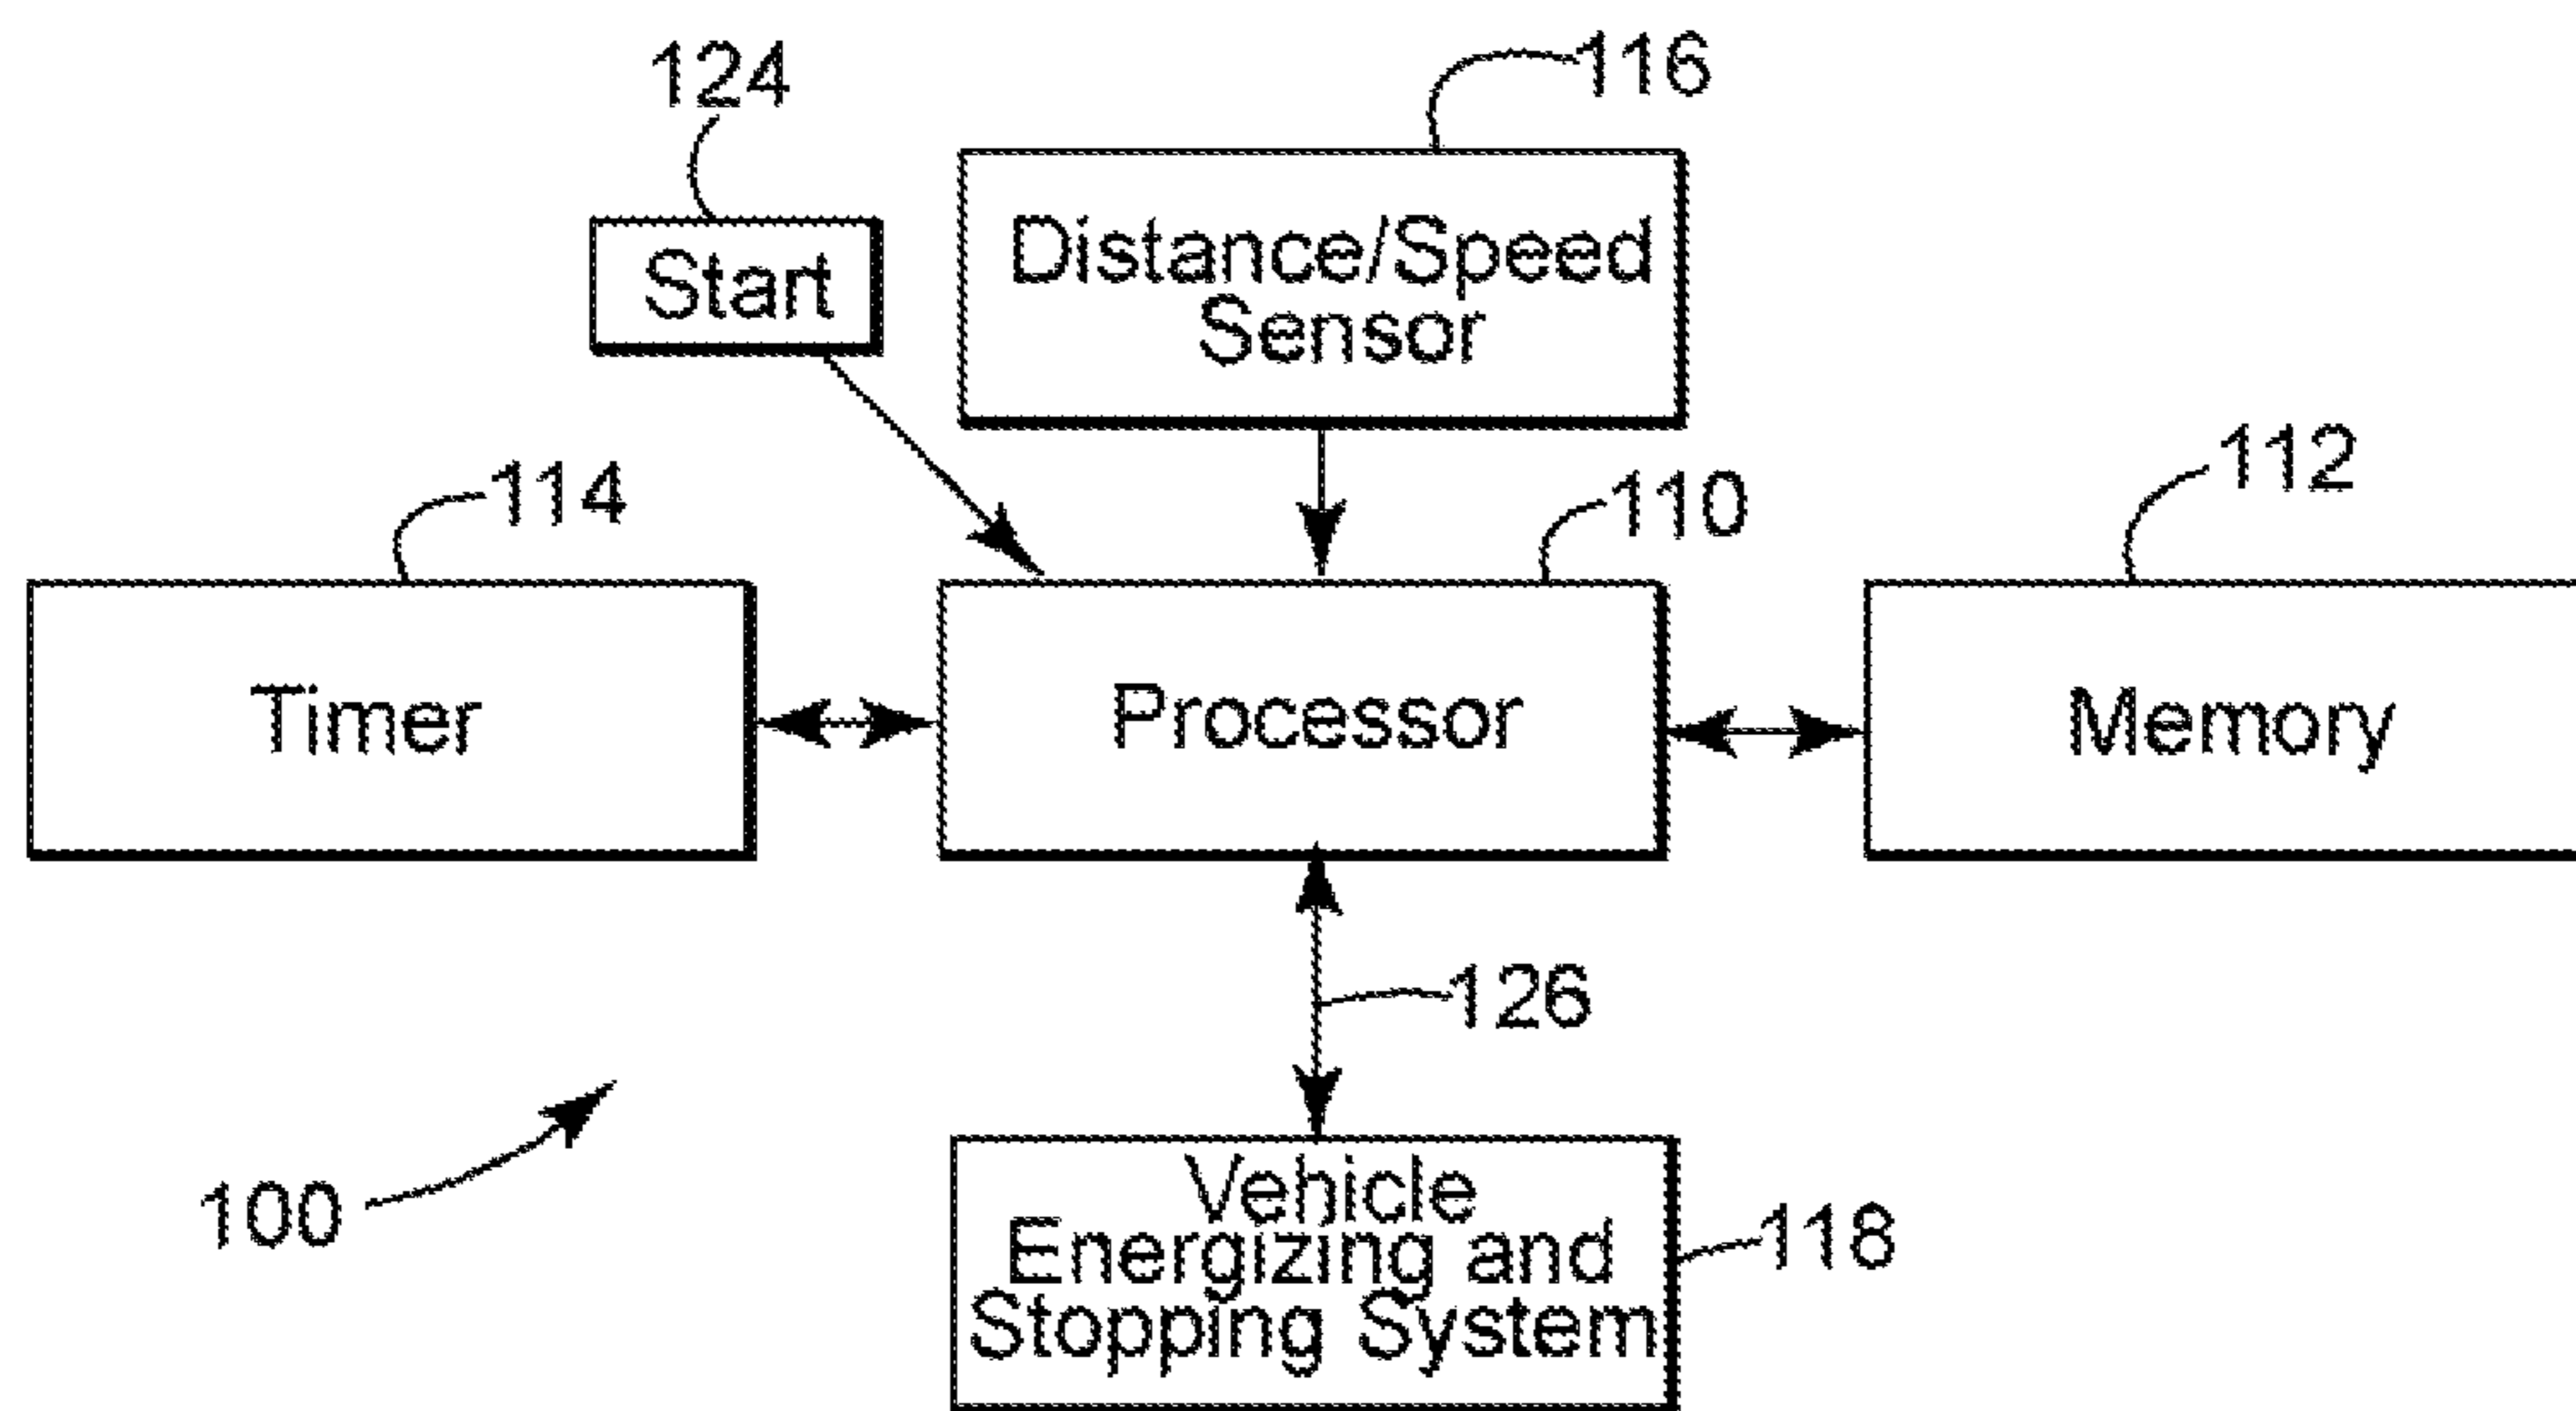 124
116
Start
Distance/Speed
Sensor
114
110
112
Timer
Processor
Memory
126
100
Vehicle
Energizing and
Stopping System
118